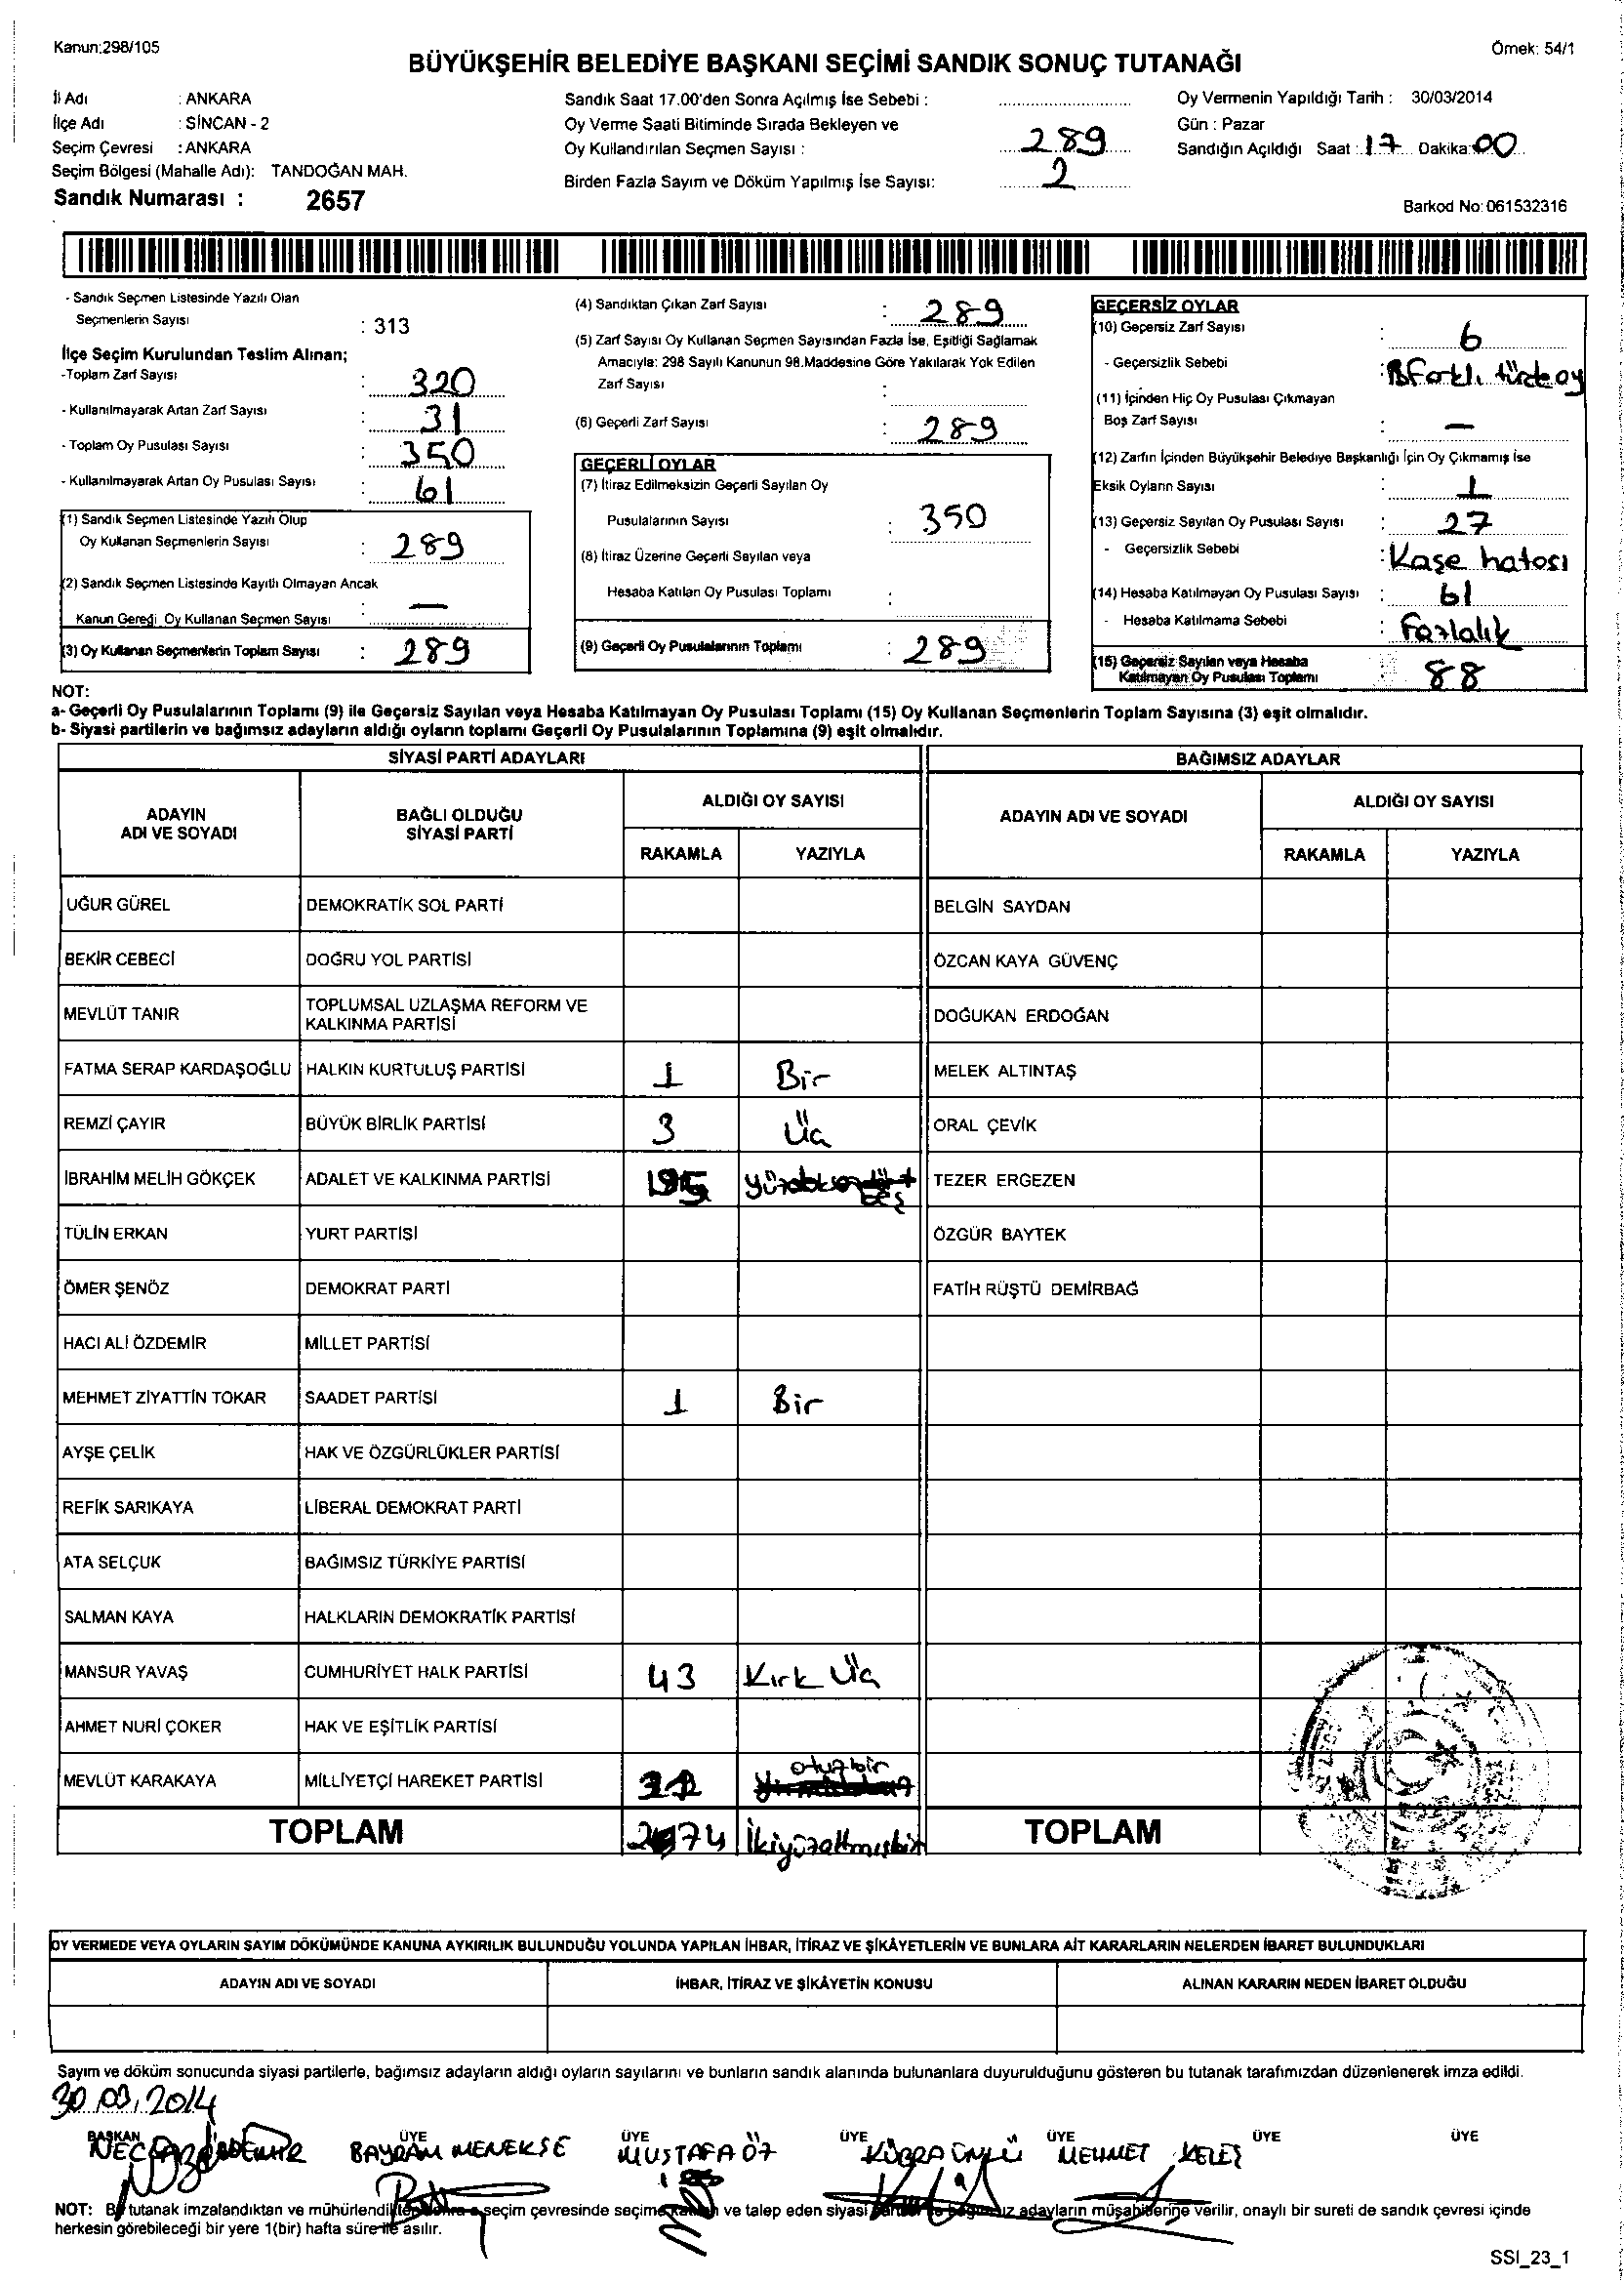 Kanun:298/105
Örnek: 54/1
BÜYÜKŞEHİR BELEDİYE BAŞKANI SEÇİMİ SANDIK SONUÇ TUTANAĞI
İl Adı : ANKARA
İlçe Adı : SİNCAN - 2
Seçim Çevresi : ANKARA
Seçim Bölgesi (Mahalle Adı): TANDOĞAN MAH.
Sandık Numarası : 2657
Sandık Saat 17.00'den Sonra Açılmış İse Sebebi :
Oy Verme Saati Bitiminde Sırada Bekleyen ve
Oy Kullandırılan Seçmen Sayısı : 289
Birden Fazla Sayım ve Döküm Yapılmış İse Sayısı: 2
Oy Vermenin Yapıldığı Tarih : 30/03/2014
Gün : Pazar
Sandığın Açıldığı Saat : 17 Dakika: 00
Barkod No: 061532316
- Sandık Seçmen Listesinde Yazılı Olan
Seçmenlerin Sayısı : 313
İlçe Seçim Kurulundan Teslim Alınan;
-Toplam Zarf Sayısı : 320
- Kullanılmayarak Artan Zarf Sayısı : 31
- Toplam Oy Pusulası Sayısı : 350
- Kullanılmayarak Artan Oy Pusulası Sayısı : 61
(1) Sandık Seçmen Listesinde Yazılı Olup
Oy Kullanan Seçmenlerin Sayısı : 289
(2) Sandık Seçmen Listesinde Kayıtlı Olmayan Ancak
Kanun Gereği Oy Kullanan Seçmen Sayısı : —
(3) Oy Kullanan Seçmenlerin Toplam Sayısı : 289
(4) Sandıktan Çıkan Zarf Sayısı : 289
(5) Zarf Sayısı Oy Kullanan Seçmen Sayısından Fazla İse, Eşitliği Sağlamak
Amacıyla: 298 Sayılı Kanunun 98.Maddesine Göre Yakılarak Yok Edilen
Zarf Sayısı :
(6) Geçerli Zarf Sayısı : 289
GEÇERLİ OYLAR
(7) İtiraz Edilmeksizin Geçerli Sayılan Oy
Pusulalarının Sayısı : 350
(8) İtiraz Üzerine Geçerli Sayılan veya
Hesaba Katılan Oy Pusulası Toplamı :
(9) Geçerli Oy Pusulalarının Toplamı : 289
GEÇERSİZ OYLAR
(10) Geçersiz Zarf Sayısı : 6
- Geçersizlik Sebebi : Farklı türde oy
(11) İçinden Hiç Oy Pusulası Çıkmayan
Boş Zarf Sayısı : —
(12) Zarfın İçinden Büyükşehir Belediye Başkanlığı İçin Oy Çıkmamış İse
Eksik Oyların Sayısı : 1
(13) Geçersiz Sayılan Oy Pusulası Sayısı : 27
- Geçersizlik Sebebi : Kaşe hatası
(14) Hesaba Katılmayan Oy Pusulası Sayısı : 61
- Hesaba Katılmama Sebebi : Fazlalık
(15) Geçersiz Sayılan veya Hesaba
Katılmayan Oy Pusulası Toplamı : 88
NOT:
a- Geçerli Oy Pusulalarının Toplamı (9) ile Geçersiz Sayılan veya Hesaba Katılmayan Oy Pusulası Toplamı (15) Oy Kullanan Seçmenlerin Toplam Sayısına (3) eşit olmalıdır.
b- Siyasi partilerin ve bağımsız adayların aldığı oyların toplamı Geçerli Oy Pusulalarının Toplamına (9) eşit olmalıdır.
SİYASİ PARTİ ADAYLARI BAĞIMSIZ ADAYLAR
ADAYIN ADI VE SOYADI BAĞLI OLDUĞU SİYASİ PARTİ ALDIĞI OY SAYISI ADAYIN ADI VE SOYADI ALDIĞI OY SAYISI
RAKAMLA YAZIYLA RAKAMLA YAZIYLA
UĞUR GÜREL DEMOKRATİK SOL PARTİ BELGİN SAYDAN
BEKİR CEBECİ DOĞRU YOL PARTİSİ ÖZCAN KAYA GÜVENÇ
MEVLÜT TANIR TOPLUMSAL UZLAŞMA REFORM VE KALKINMA PARTİSİ DOĞUKAN ERDOĞAN
FATMA SERAP KARDAŞOĞLU HALKIN KURTULUŞ PARTİSİ 1 Bir MELEK ALTINTAŞ
REMZİ ÇAYIR BÜYÜK BİRLİK PARTİSİ 3 Üç ORAL ÇEVİK
İBRAHİM MELİH GÖKÇEK ADALET VE KALKINMA PARTİSİ 195 beş TEZER ERGEZEN
TÜLİN ERKAN YURT PARTİSİ ÖZGÜR BAYTEK
ÖMER ŞENÖZ DEMOKRAT PARTİ FATİH RÜŞTÜ DEMİRBAĞ
HACI ALİ ÖZDEMİR MİLLET PARTİSİ
MEHMET ZİYATTİN TOKAR SAADET PARTİSİ 1 Bir
AYŞE ÇELİK HAK VE ÖZGÜRLÜKLER PARTİSİ
REFİK SARIKAYA LİBERAL DEMOKRAT PARTİ
ATA SELÇUK BAĞIMSIZ TÜRKİYE PARTİSİ
SALMAN KAYA HALKLARIN DEMOKRATİK PARTİSİ
MANSUR YAVAŞ CUMHURİYET HALK PARTİSİ 43 Kırk Üç
AHMET NURİ ÇOKER HAK VE EŞİTLİK PARTİSİ
MEVLÜT KARAKAYA MİLLİYETÇİ HAREKET PARTİSİ otuzbir
TOPLAM 274 İkiyüzaltmışbir TOPLAM
OY VERMEDE VEYA OYLARIN SAYIM DÖKÜMÜNDE KANUNA AYKIRILIK BULUNDUĞU YOLUNDA YAPILAN İHBAR, İTİRAZ VE ŞİKÂYETLERİN VE BUNLARA AİT KARARLARIN NELERDEN İBARET BULUNDUKLARI
ADAYIN ADI VE SOYADI İHBAR, İTİRAZ VE ŞİKÂYETİN KONUSU ALINAN KARARIN NEDEN İBARET OLDUĞU
Sayım ve döküm sonucunda siyasi partilerle, bağımsız adayların aldığı oyların sayılarını ve bunların sandık alanında bulunanlara duyurulduğunu gösteren bu tutanak tarafımızdan düzenlenerek imza edildi.
30.03.2014
BAŞKAN ÜYE ÜYE ÜYE ÜYE ÜYE ÜYE
BAYRAM MENEKŞE MUSTAFA ÖZ KÜBRA ÜNLÜ MEHMET KELEŞ
NOT: Bu tutanak imzalandıktan ve mühürlendikten sonra o seçim çevresinde seçime katılan ve talep eden siyasi partiler ile bağımsız adayların müşahitlerine verilir, onaylı bir sureti de sandık çevresi içinde
herkesin görebileceği bir yere 1(bir) hafta süre ile asılır.
SSI_23_1